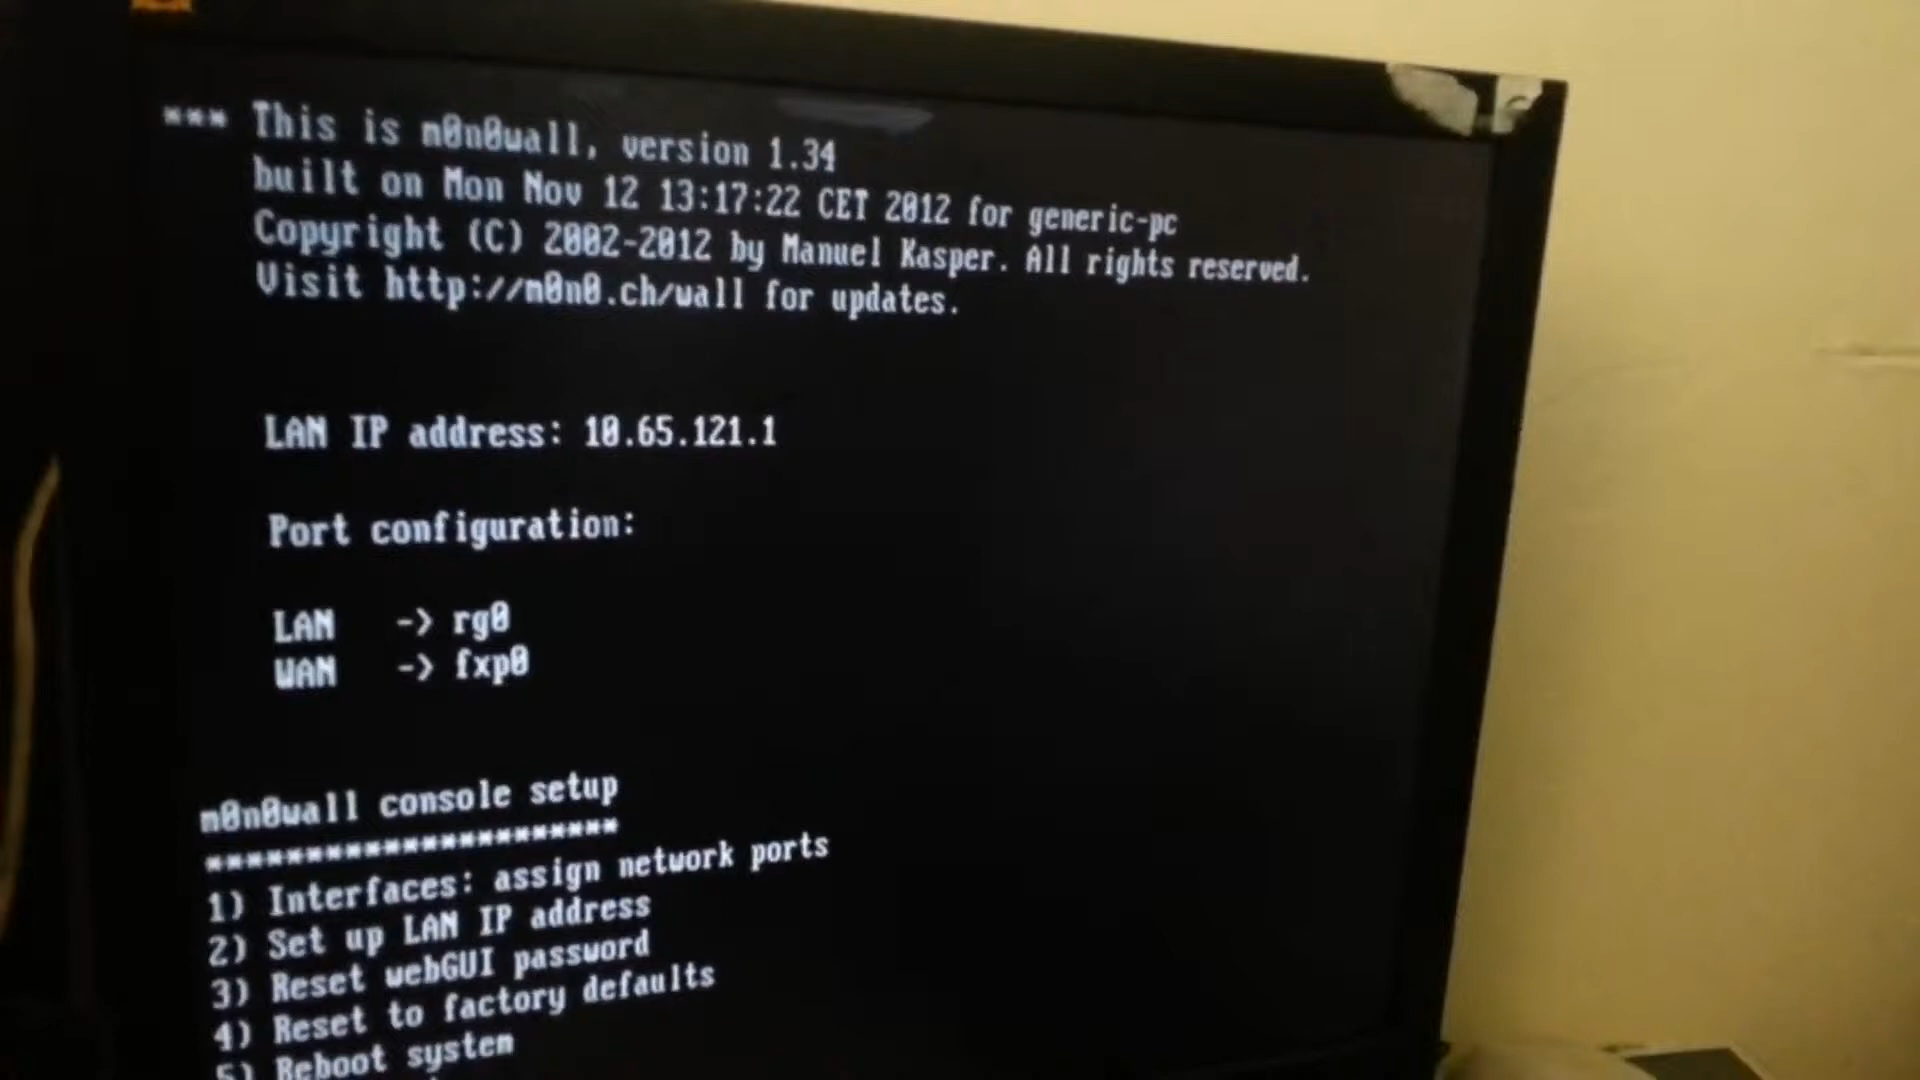 *** This is m0n0wall, version 1.34
built on Mon Nov 12 13:17:22 CET 2012 for generic-pc
Copyright (C) 2002-2012 by Manuel Kasper. All rights reserved.
Visit http://m0n0.ch/wall for updates.
LAN IP address: 10.65.121.1
Port configuration:
LAN -> rg0
WAN -> fxp0
m0n0wall console setup
**********************
1) Interfaces: assign network ports
2) Set up LAN IP address
3) Reset webGUI password
4) Reset to factory defaults
5) Reboot system